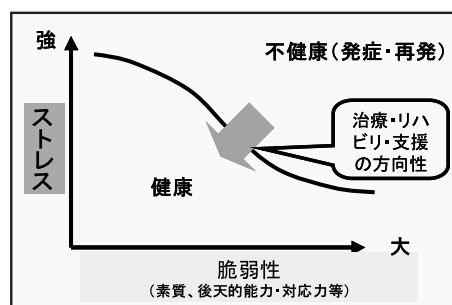 強
不健康（発症・再発）
ストレス
治療・リハ
ビリ・支援
の方向性
健康
大
脆弱性
（素質、後天的能力・対応力等）